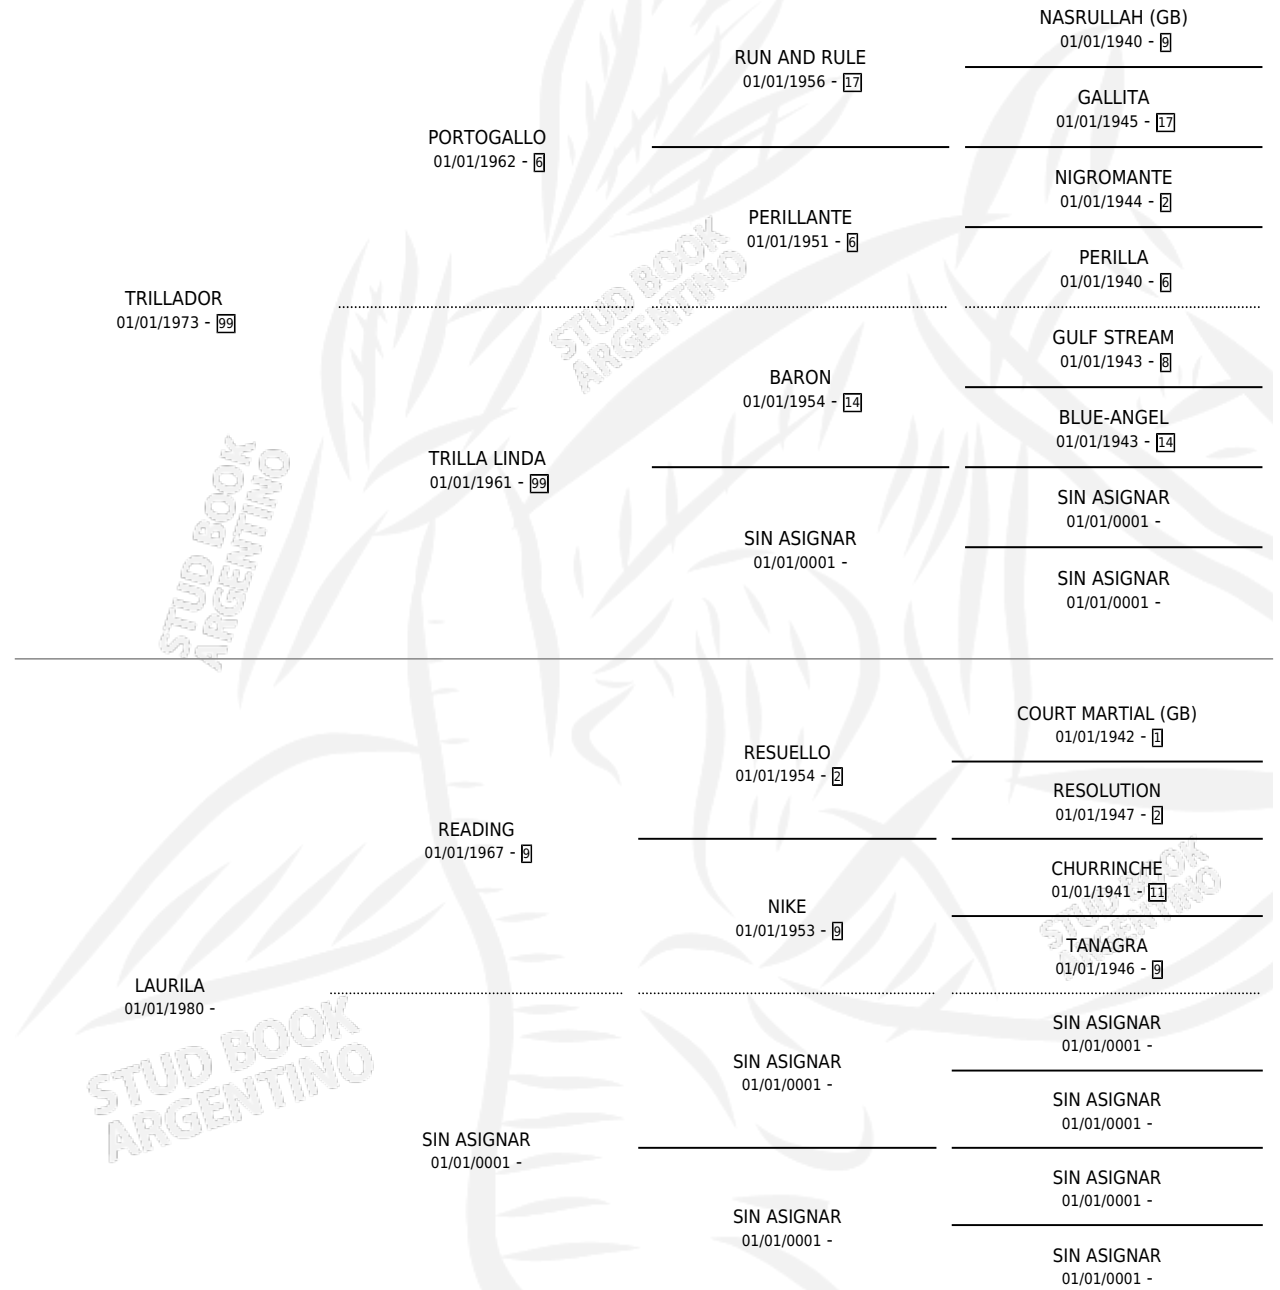 NASRULLAH (GB)
01/01/1940 - 9
RUN AND RULE
01/01/1956 - 17
GALLITA
01/01/1945 - 17
PORTOGALLO
01/01/1962 - 6
NIGROMANTE
01/01/1944 - 2
PERILLANTE
01/01/1951 - 6
PERILLA
01/01/1940 - 6
TRILLADOR
01/01/1973 - 99
GULF STREAM
01/01/1943 - 8
BARON
01/01/1954 - 14
BLUE-ANGEL
01/01/1943 - 14
TRILLA LINDA
01/01/1961 - 99
SIN ASIGNAR
01/01/0001 -
SIN ASIGNAR
01/01/0001 -
SIN ASIGNAR
01/01/0001 -
COURT MARTIAL (GB)
01/01/1942 - 1
RESUELLO
01/01/1954 - 2
RESOLUTION
01/01/1947 - 2
READING
01/01/1967 - 9
CHURRINCHE
01/01/1941 - 11
NIKE
01/01/1953 - 9
TANAGRA
01/01/1946 - 9
LAURILA
01/01/1980 -
SIN ASIGNAR
01/01/0001 -
SIN ASIGNAR
01/01/0001 -
SIN ASIGNAR
01/01/0001 -
SIN ASIGNAR
01/01/0001 -
SIN ASIGNAR
01/01/0001 -
SIN ASIGNAR
01/01/0001 -
SIN ASIGNAR
01/01/0001 -
STUD BOOK
ARGENTINO
STUD BOOK
ARGENTINO
STUD BOOK
ARGENTINO
STUD BOOK
ARGENTINO